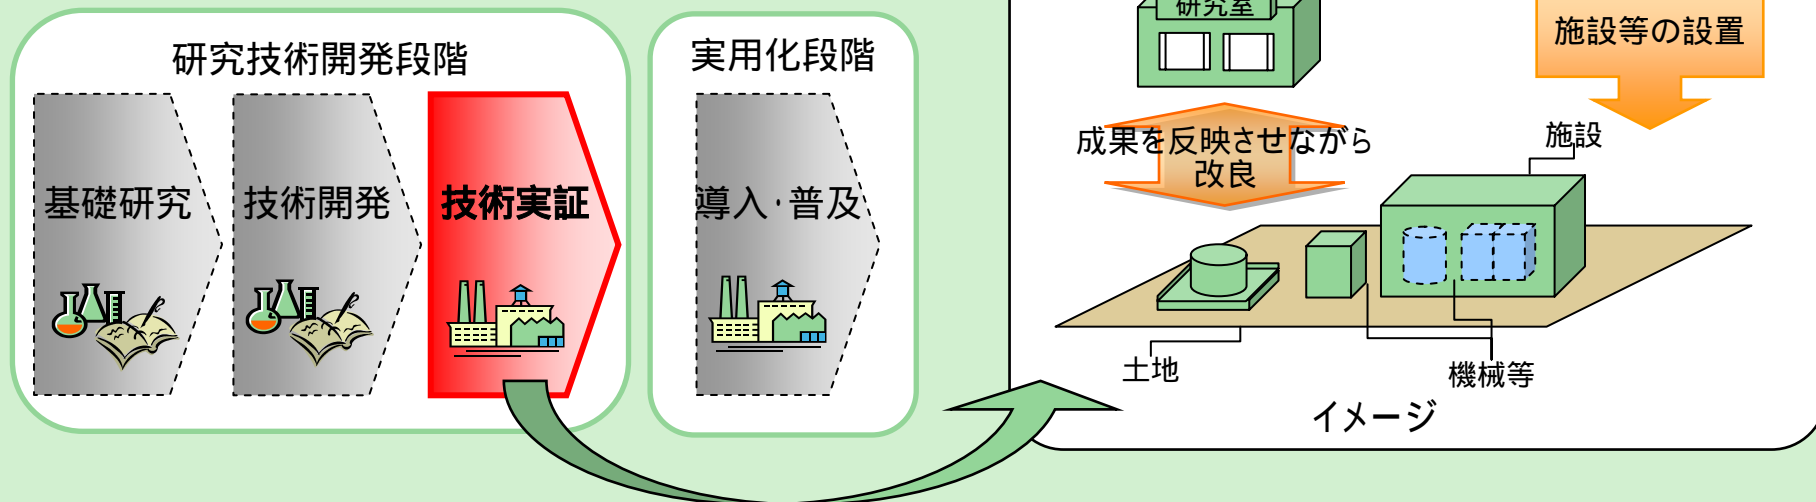 研究技術開発段階
基礎研究
技術開発
技術実証
実用化段階
導入・普及
研究室
施設等の設置
成果を反映させながら
改良
施設
土地
機械等
イメージ